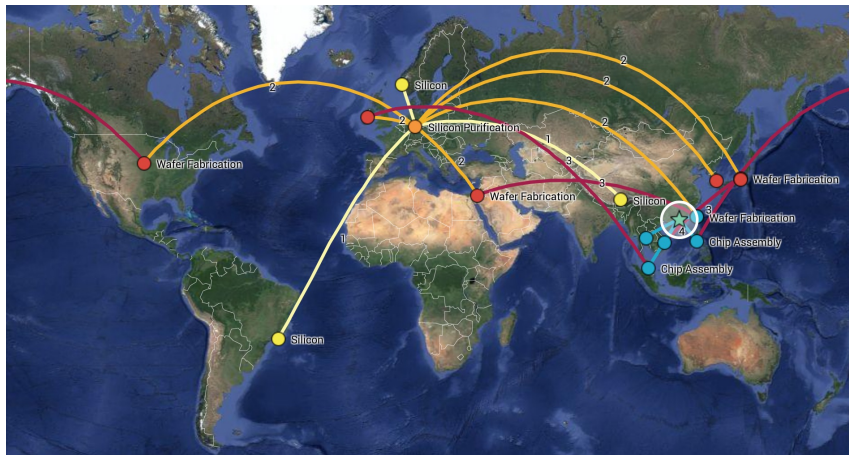 2
2
2
Silicon
2
2
Silicon Purification
1
3
2
Wafer Fabrication
3
Wafer Fabrication
Wafer Fabrication
Silicon
3
Wafer Fabrication
4
1
Chip Assembly
Chip Assembly
Silicon